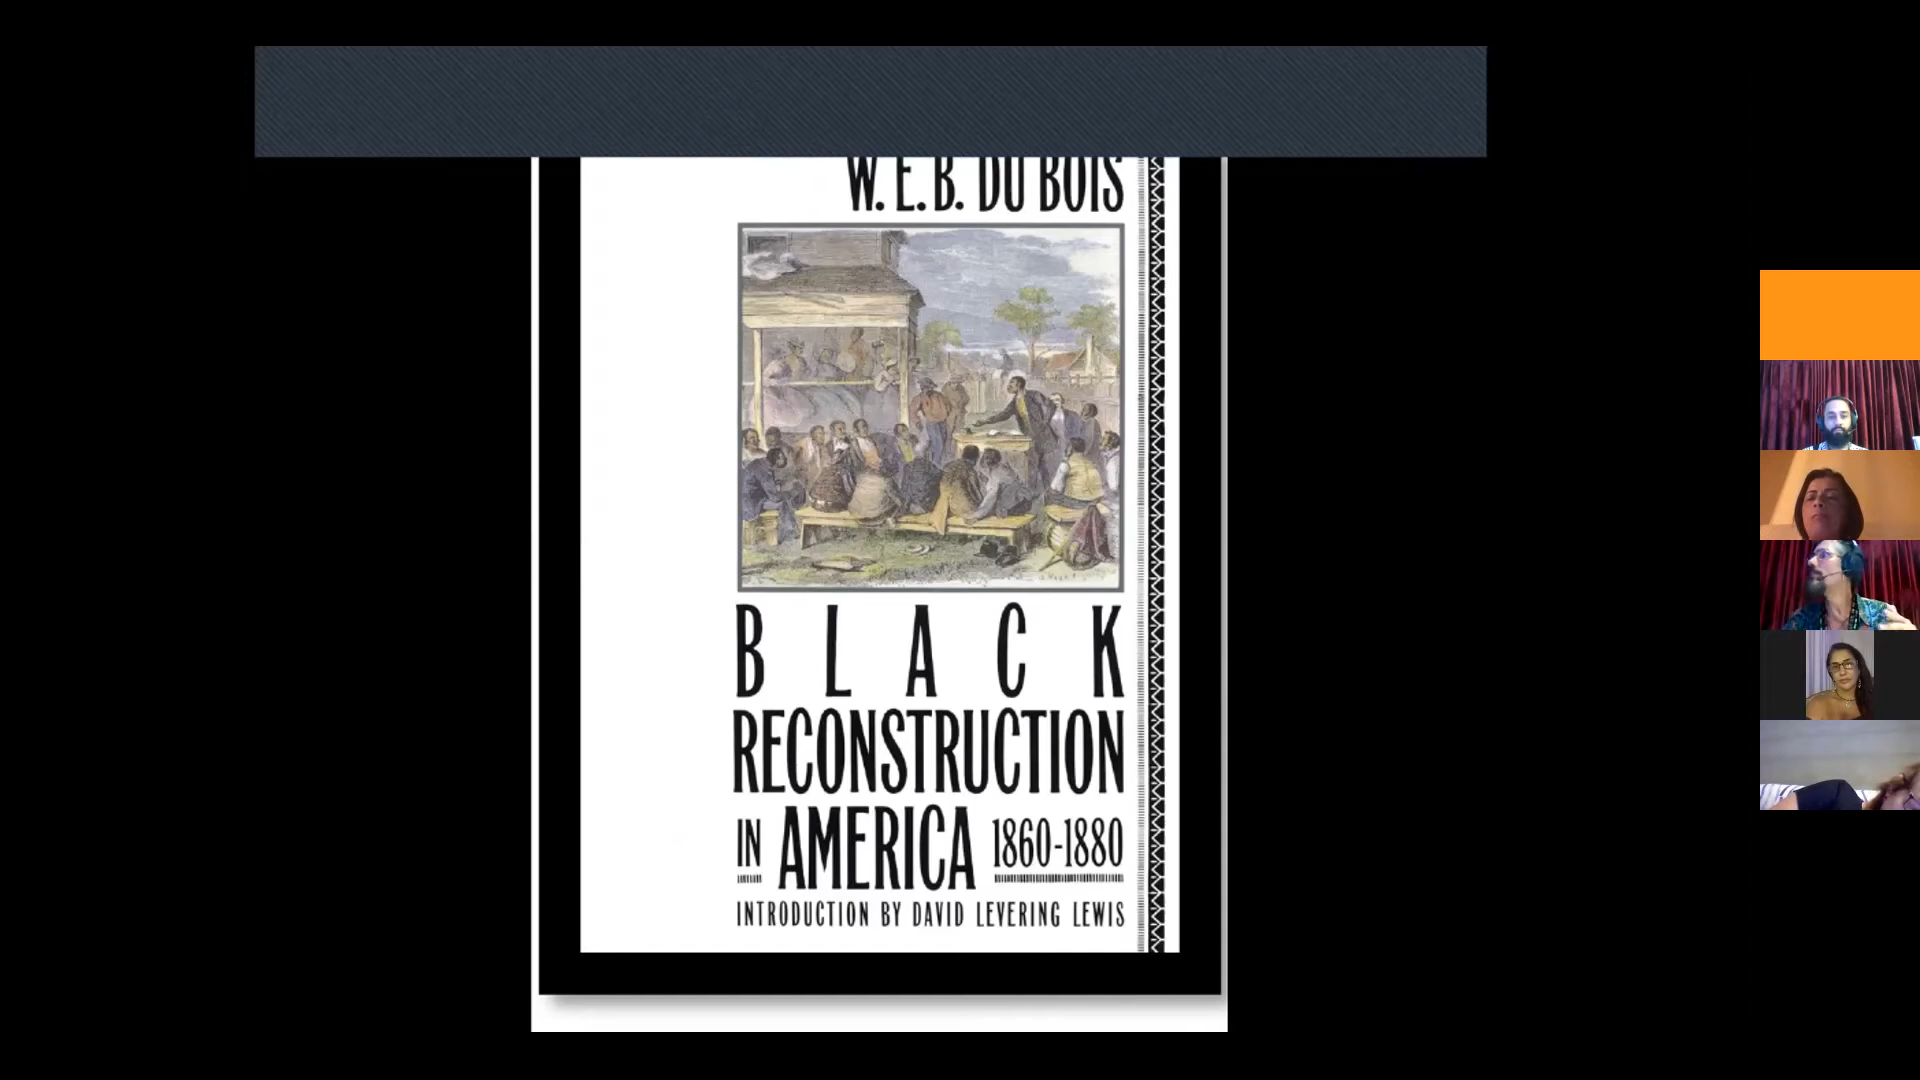 W. E. B. DU BOIS
BLACK
RECONSTRUCTION
IN AMERICA 1860-1880
INTRODUCTION BY DAVID LEVERING LEWIS